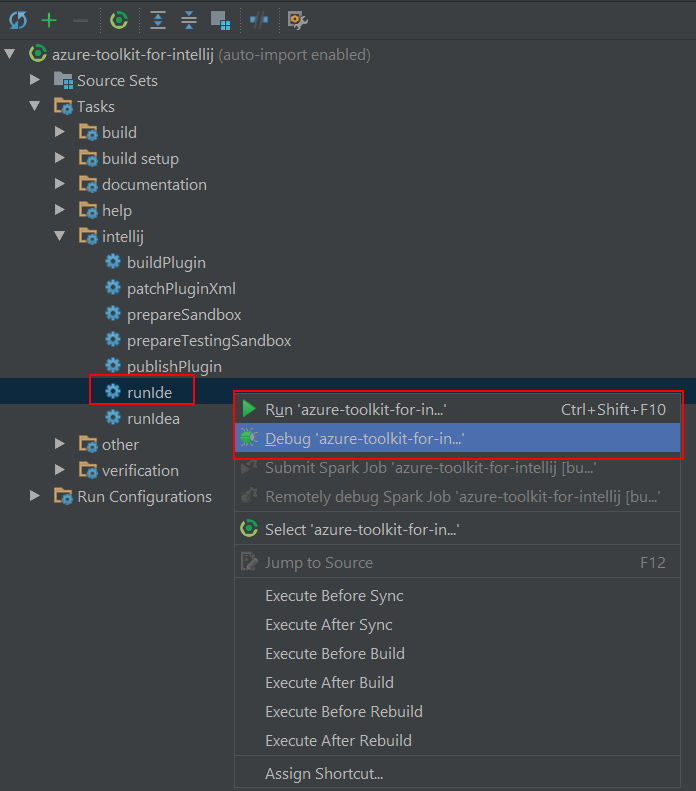 azure-toolkit-for-intellij (auto-import enabled)
Source Sets
Tasks
build
build setup
documentation
help
intellij
buildPlugin
patchPluginXml
prepareSandbox
prepareTestingSandbox
publishPlugin
runIde
runIdea
other
verification
Run Configurations
Run 'azure-toolkit-for-in...' Ctrl+Shift+F10
Debug 'azure-toolkit-for-in...'
Submit Spark Job 'azure-toolkit-for-intellij [bu...'
Remotely debug Spark Job 'azure-toolkit-for-intellij [bu...'
Select 'azure-toolkit-for-in...'
Jump to Source F12
Execute Before Sync
Execute After Sync
Execute Before Build
Execute After Build
Execute Before Rebuild
Execute After Rebuild
Assign Shortcut...